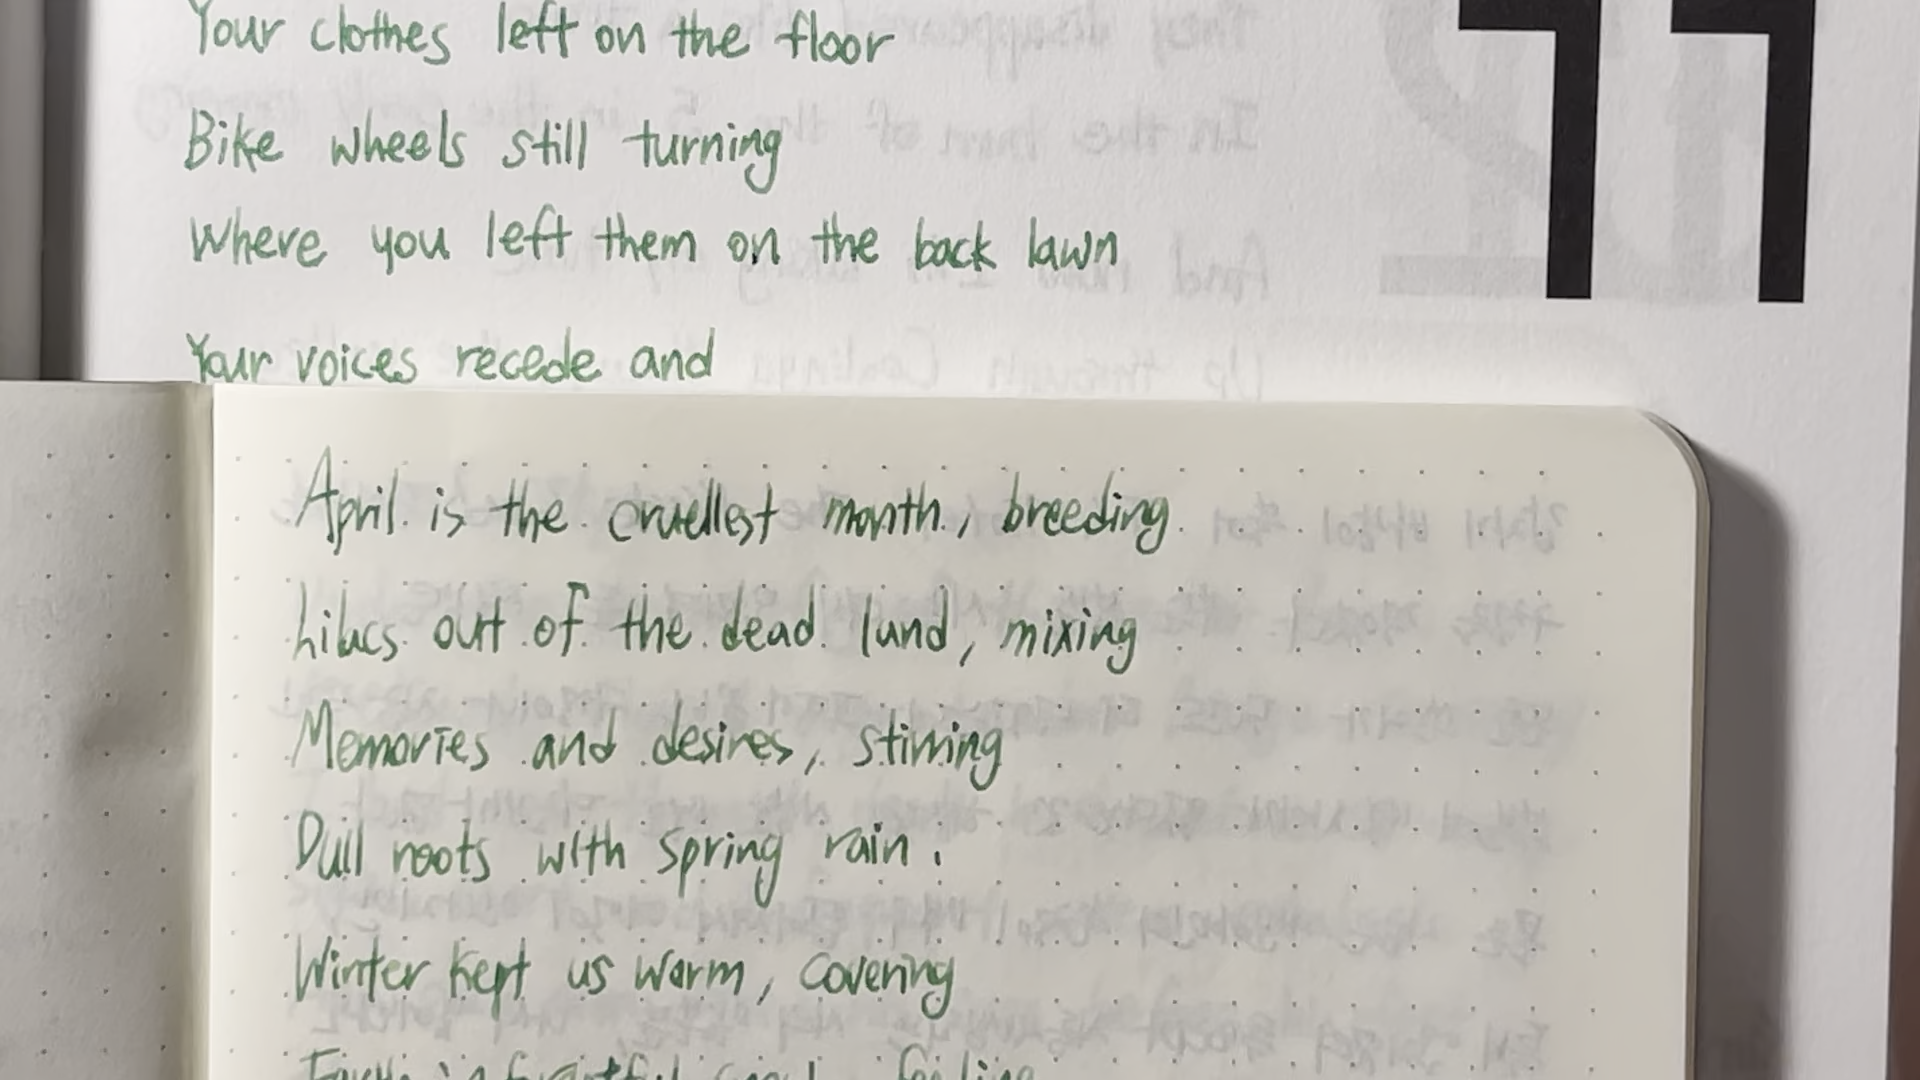 Your clothes left on the floor
Bike wheels still turning
Where you left them on the back lawn
Your voices recede and
April is the cruellest month, breeding
Lilacs out of the dead land, mixing
Memories and desires, stirring
Dull roots with spring rain.
Winter kept us warm, covering